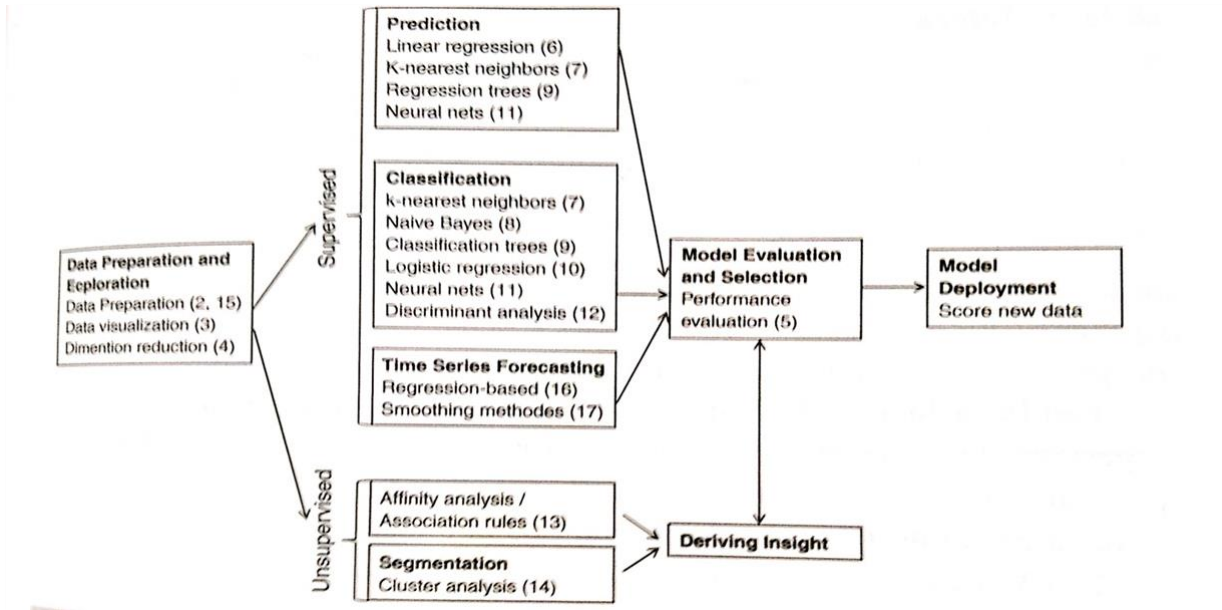 Prediction
Linear regression (6)
K-nearest neighbors (7)
Regression trees (9)
Neural nets (11)
Supervised
Classification
k-nearest neighbors (7)
Naive Bayes (8)
Classification trees (9)
Logistic regression (10)
Neural nets (11)
Discriminant analysis (12)
Data Preparation and
Ecploration
Data Preparation (2, 15)
Data visualization (3)
Dimention reduction (4)
Model Evaluation
and Selection
Performance
evaluation (5)
Model
Deployment
Score new data
Time Series Forecasting
Regression-based (16)
Smoothing methodes (17)
Unsupervised
Affinity analysis /
Association rules (13)
Segmentation
Cluster analysis (14)
Deriving Insight